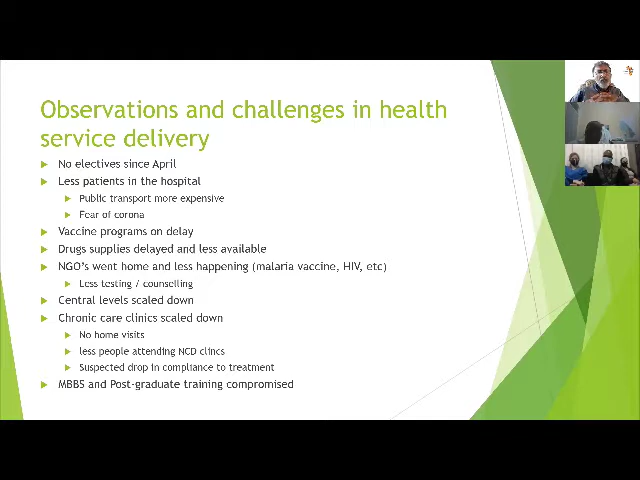 Observations and challenges in health
service delivery
No electives since April
Less patients in the hospital
Public transport more expensive
Fear of corona
Vaccine programs on delay
Drugs supplies delayed and less available
NGO's went home and less happening (malaria vaccine, HIV, etc)
Less testing / counselling
Central levels scaled down
Chronic care clinics scaled down
No home visits
less people attending NCD clincs
Suspected drop in compliance to treatment
MBBS and Post-graduate training compromised